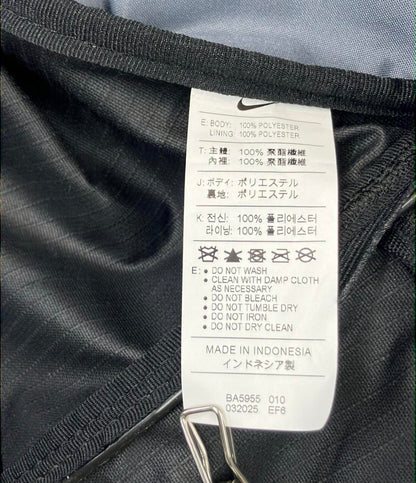 E: BODY: 100% POLYESTER
LINING: 100% POLYESTER
T: 主體: 100% 聚酯纖維
內裡: 100% 聚酯纖維
J: ボディ: ポリエステル
裏地: ポリエステル
K: 전신: 100% 폴리에스터
라이닝: 100% 폴리에스터
E: • DO NOT WASH
• CLEAN WITH DAMP CLOTH
AS NECESSARY
• DO NOT BLEACH
• DO NOT TUMBLE DRY
• DO NOT IRON
• DO NOT DRY CLEAN
MADE IN INDONESIA
インドネシア製
BA5955 010
032025 EF6